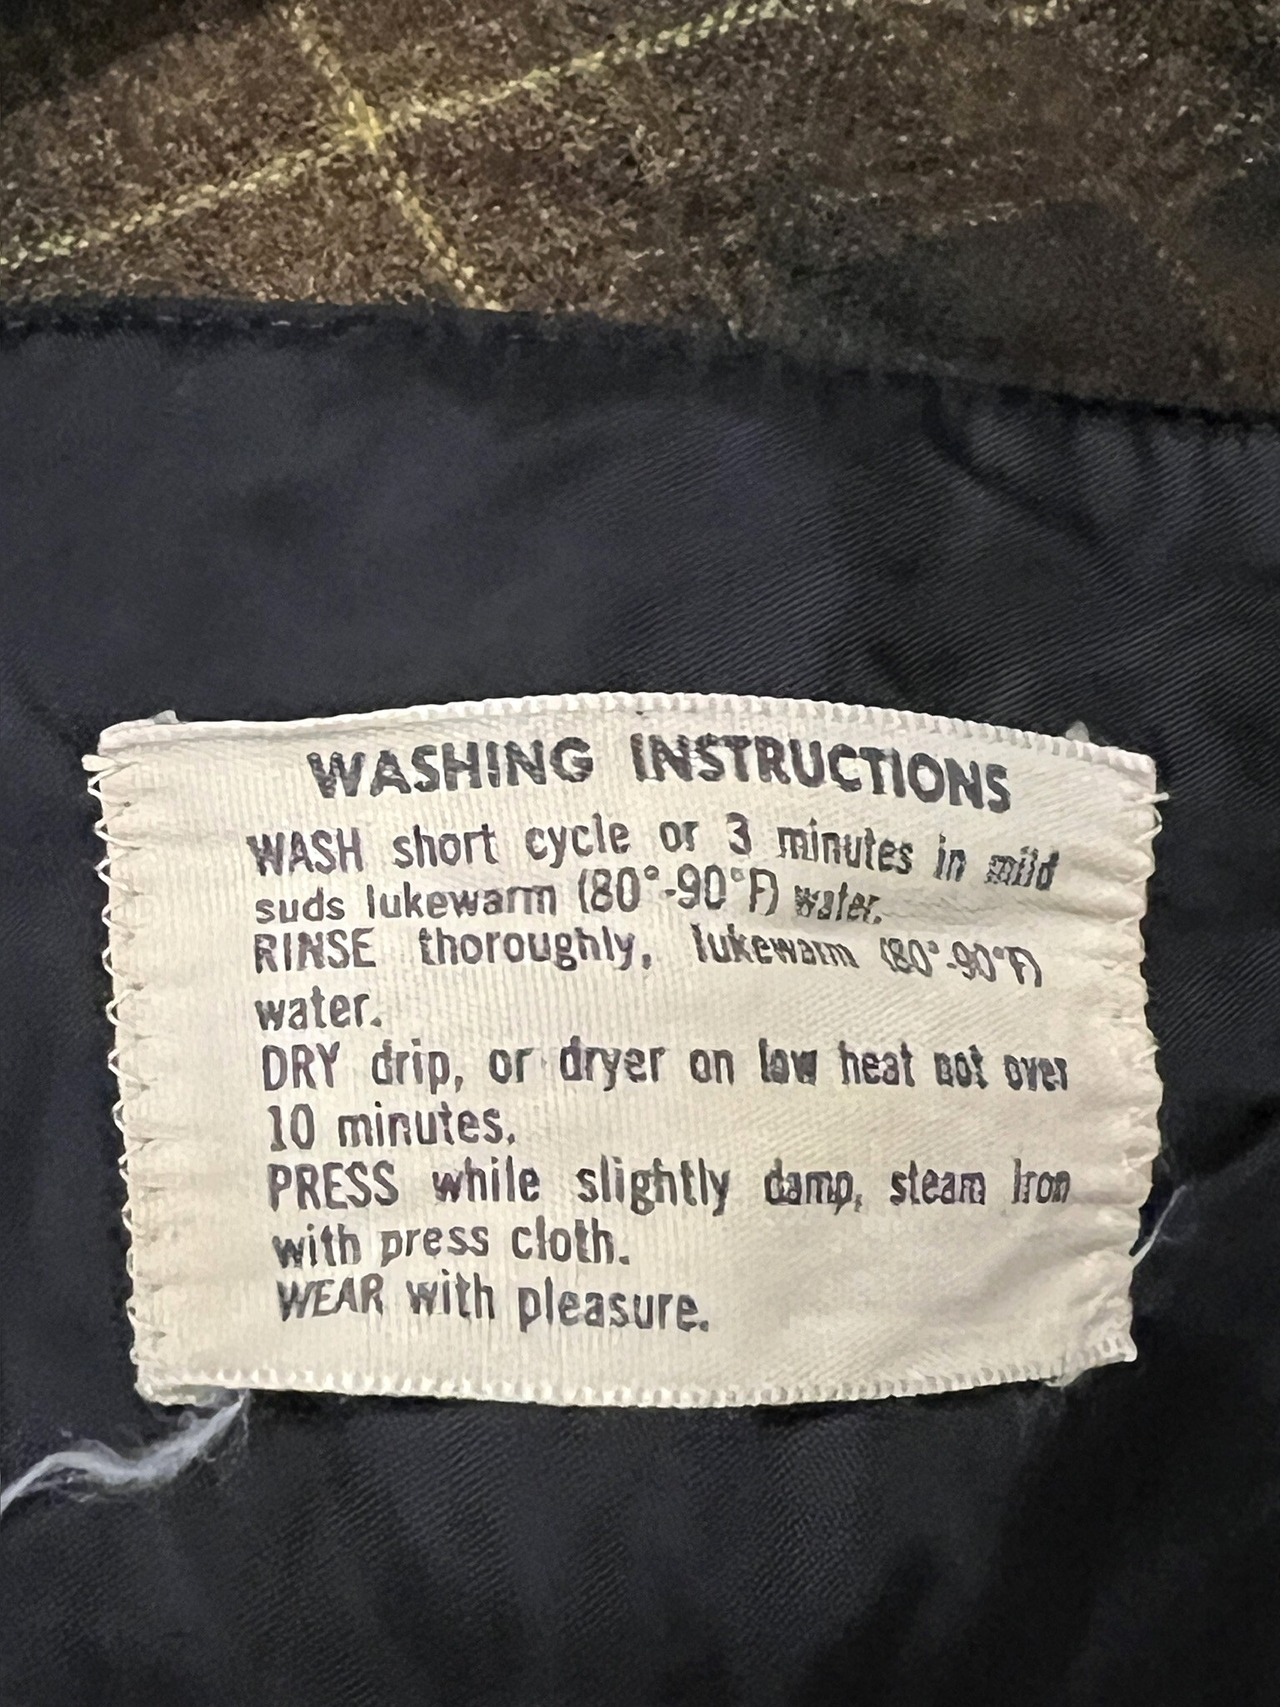 WASHING INSTRUCTIONS
WASH short cycle or 3 minutes in mild
suds lukewarm (80°-90°F) water.
RINSE thoroughly, lukewarm (80°-90°F)
water.
DRY drip, or dryer on low heat not over
10 minutes.
PRESS while slightly damp, steam iron
with press cloth.
WEAR with pleasure.